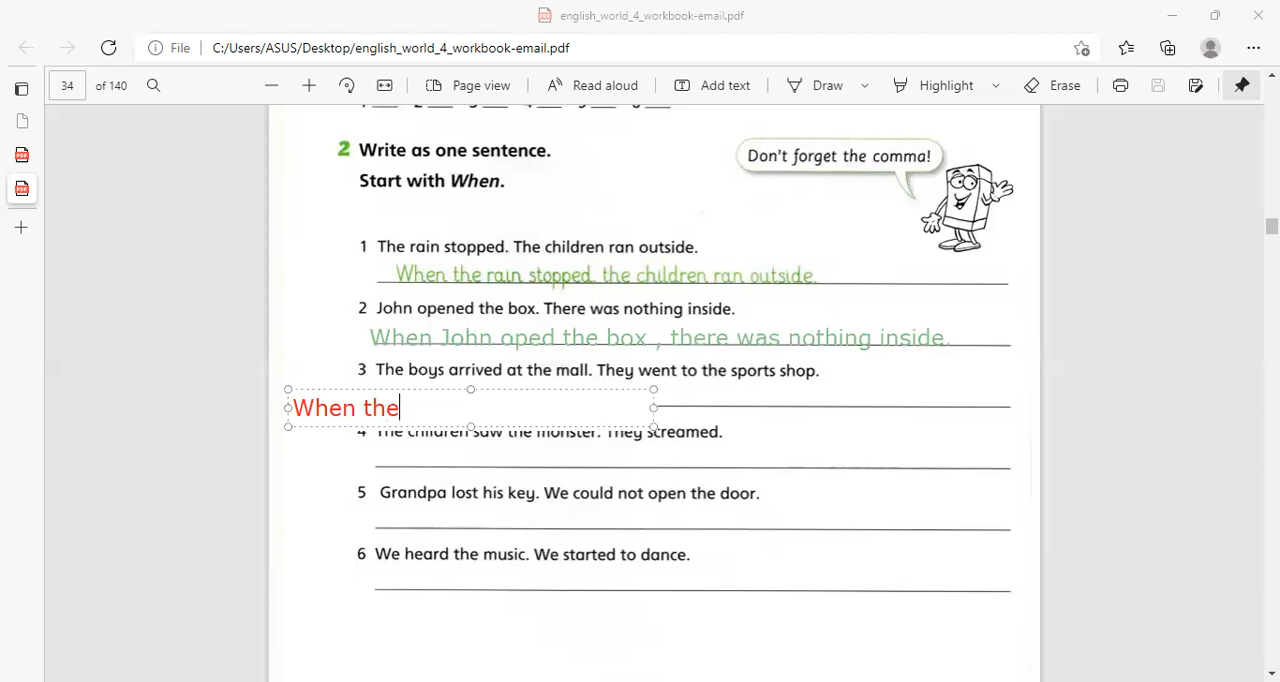 english_world_4_workbook-email.pdf
File C:/Users/ASUS/Desktop/english_world_4_workbook-email.pdf
34 of 140 Page view Read aloud Add text Draw Highlight Erase
2 Write as one sentence.
Start with When.
Don't forget the comma!
1 The rain stopped. The children ran outside.
When the rain stopped, the children ran outside.
2 John opened the box. There was nothing inside.
When John oped the box , there was nothing inside.
3 The boys arrived at the mall. They went to the sports shop.
When the
4 The children saw the monster. They screamed.
5 Grandpa lost his key. We could not open the door.
6 We heard the music. We started to dance.